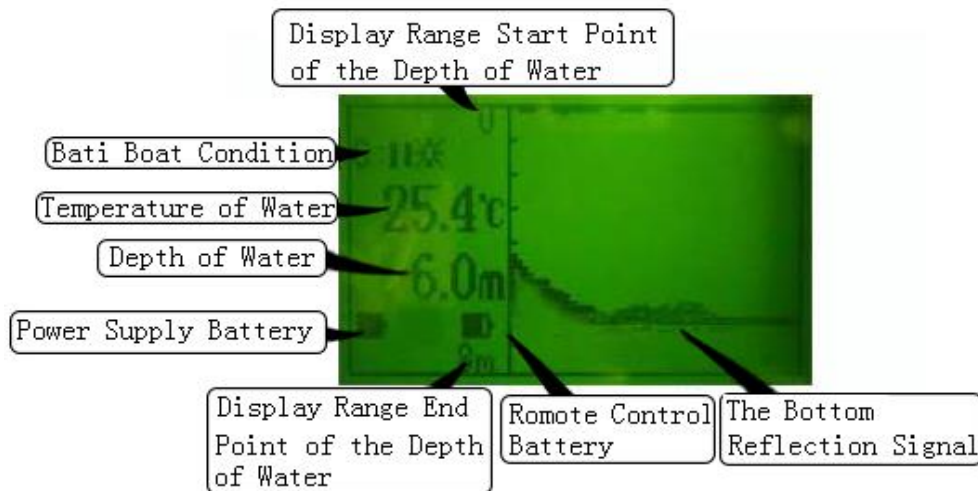 Display Range Start Point
of the Depth of Water
0
Bati Boat Condition
Temperature of Water
25.4℃
Depth of Water
6.0m
Power Supply Battery
9m
Display Range End
Point of the Depth
of Water
Romote Control
Battery
The Bottom
Reflection Signal